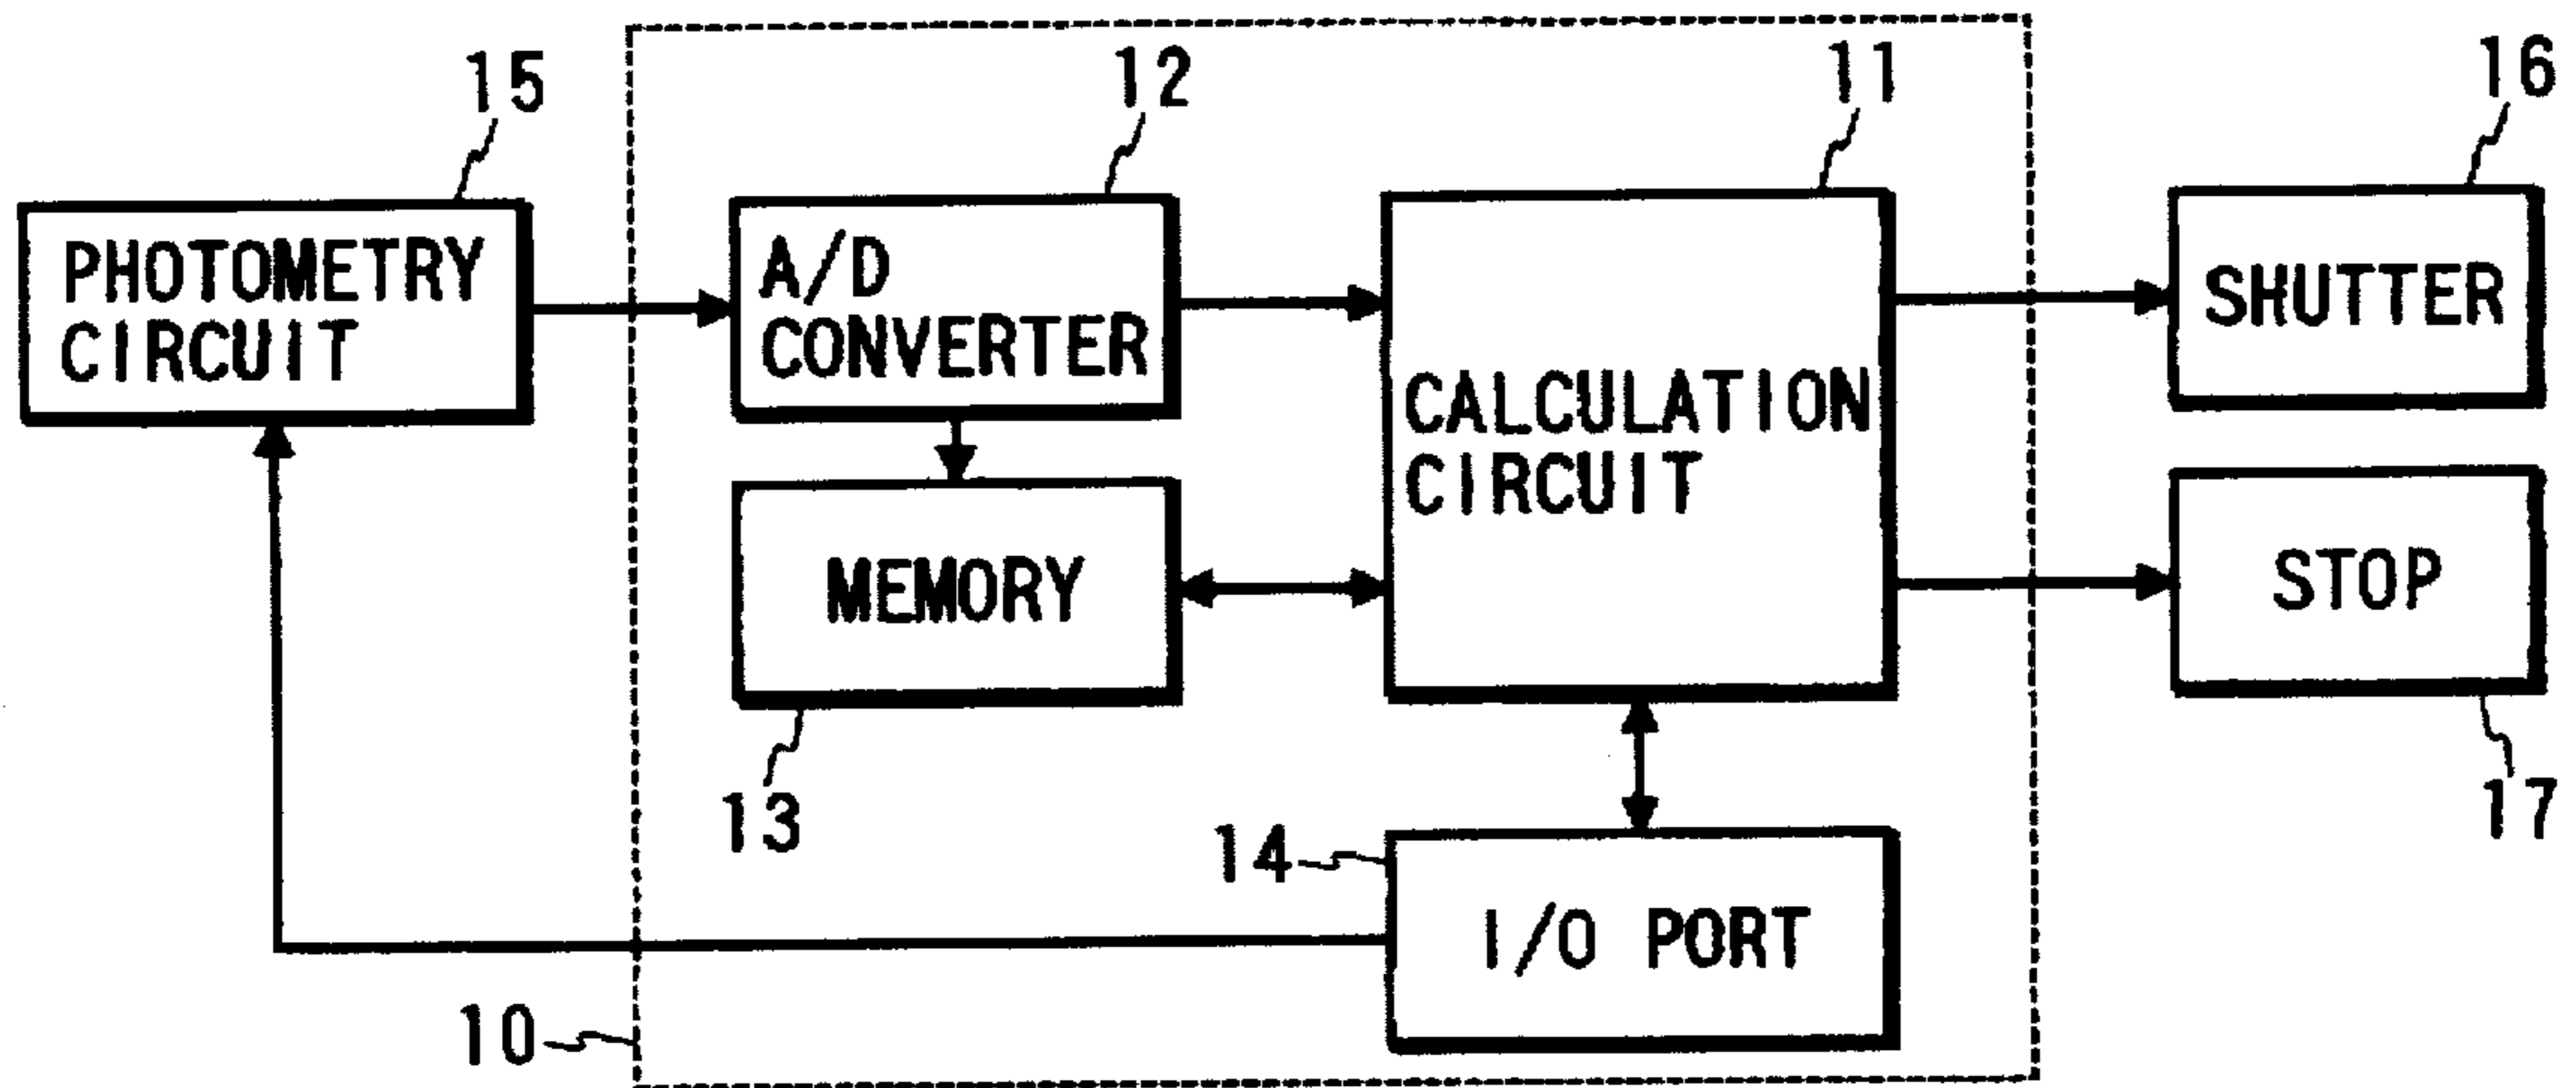 15
12
11
16
PHOTOMETRY
CIRCUIT
A/D
CONVERTER
CALCULATION
CIRCUIT
SHUTTER
MEMORY
STOP
13
14
17
I/O PORT
10